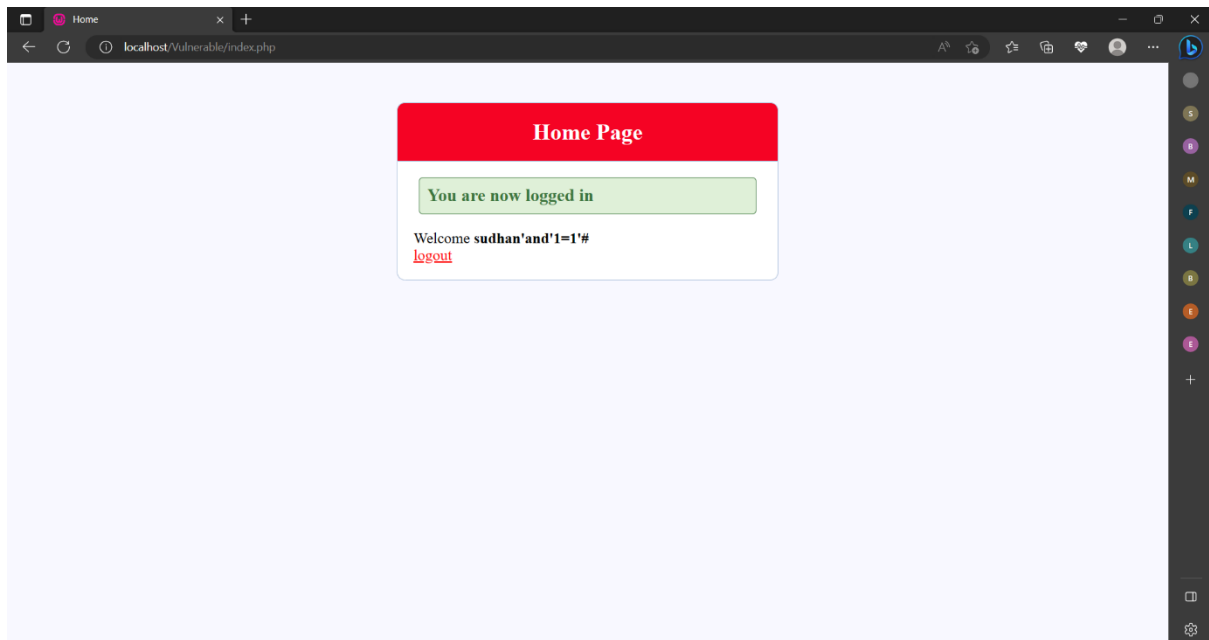 Home
localhost/Vulnerable/index.php
Home Page
You are now logged in
Welcome sudhan'and'1=1'#
logout
S
B
M
F
L
B
E
E